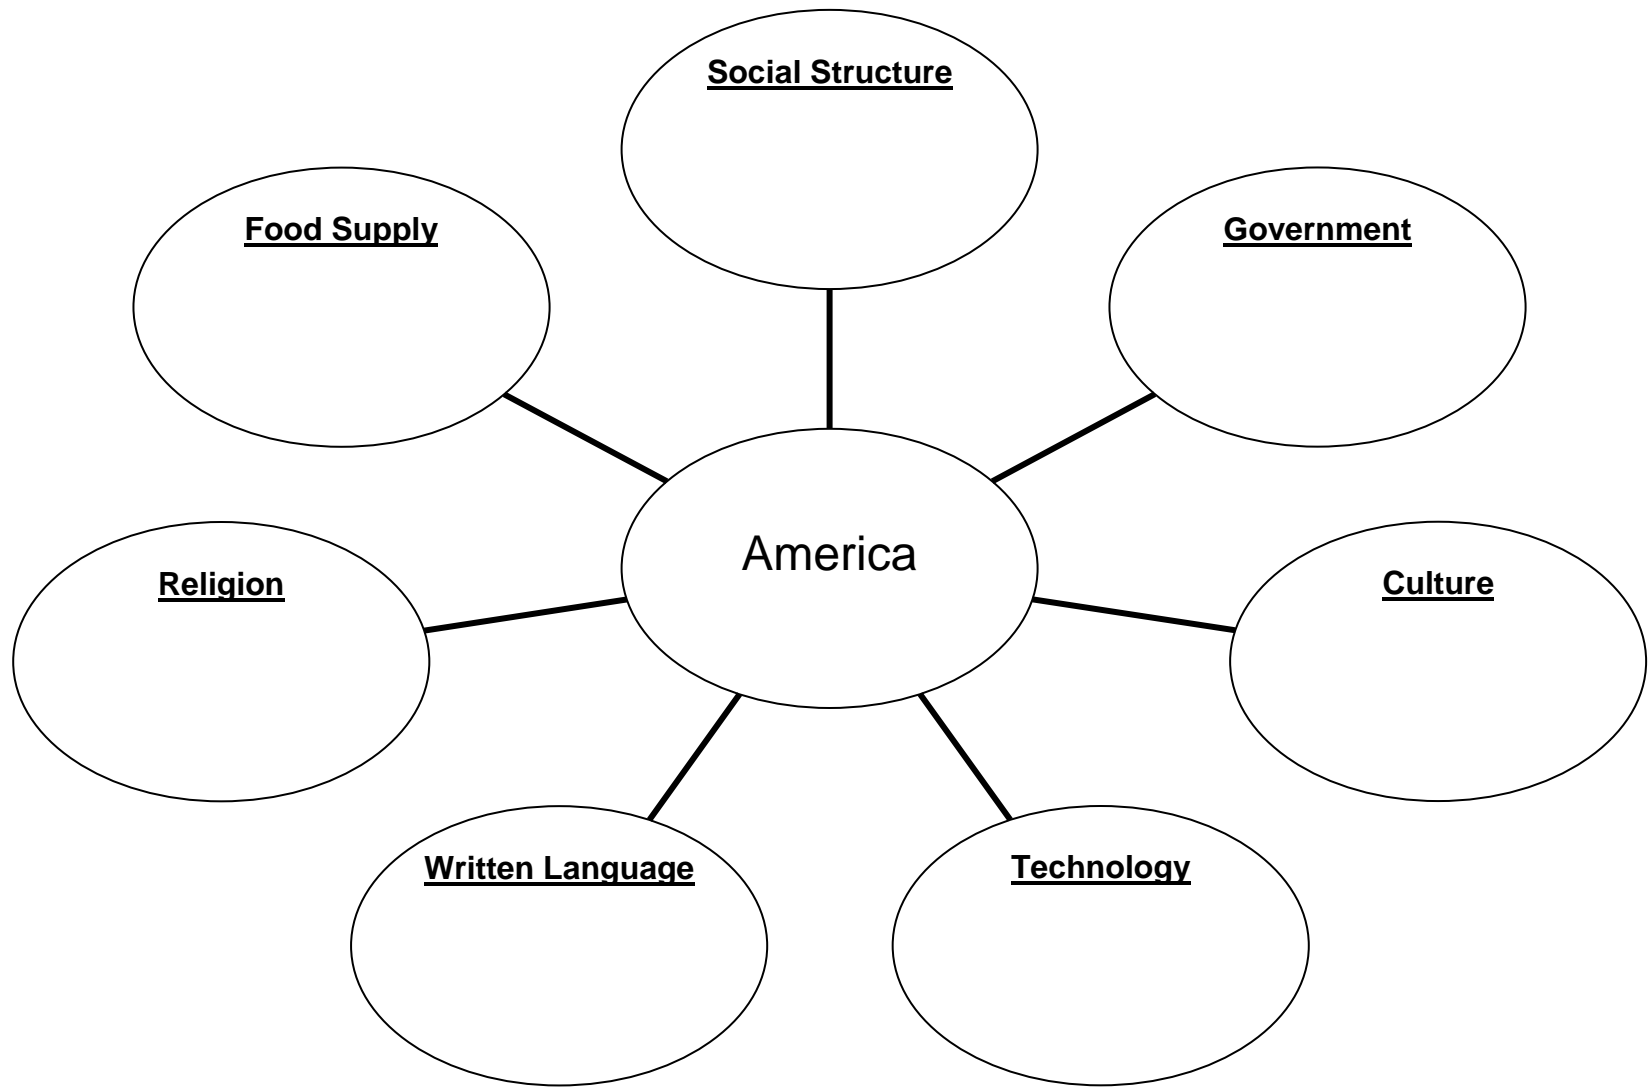 Social Structure
Food Supply
Government
America
Religion
Culture
Written Language
Technology